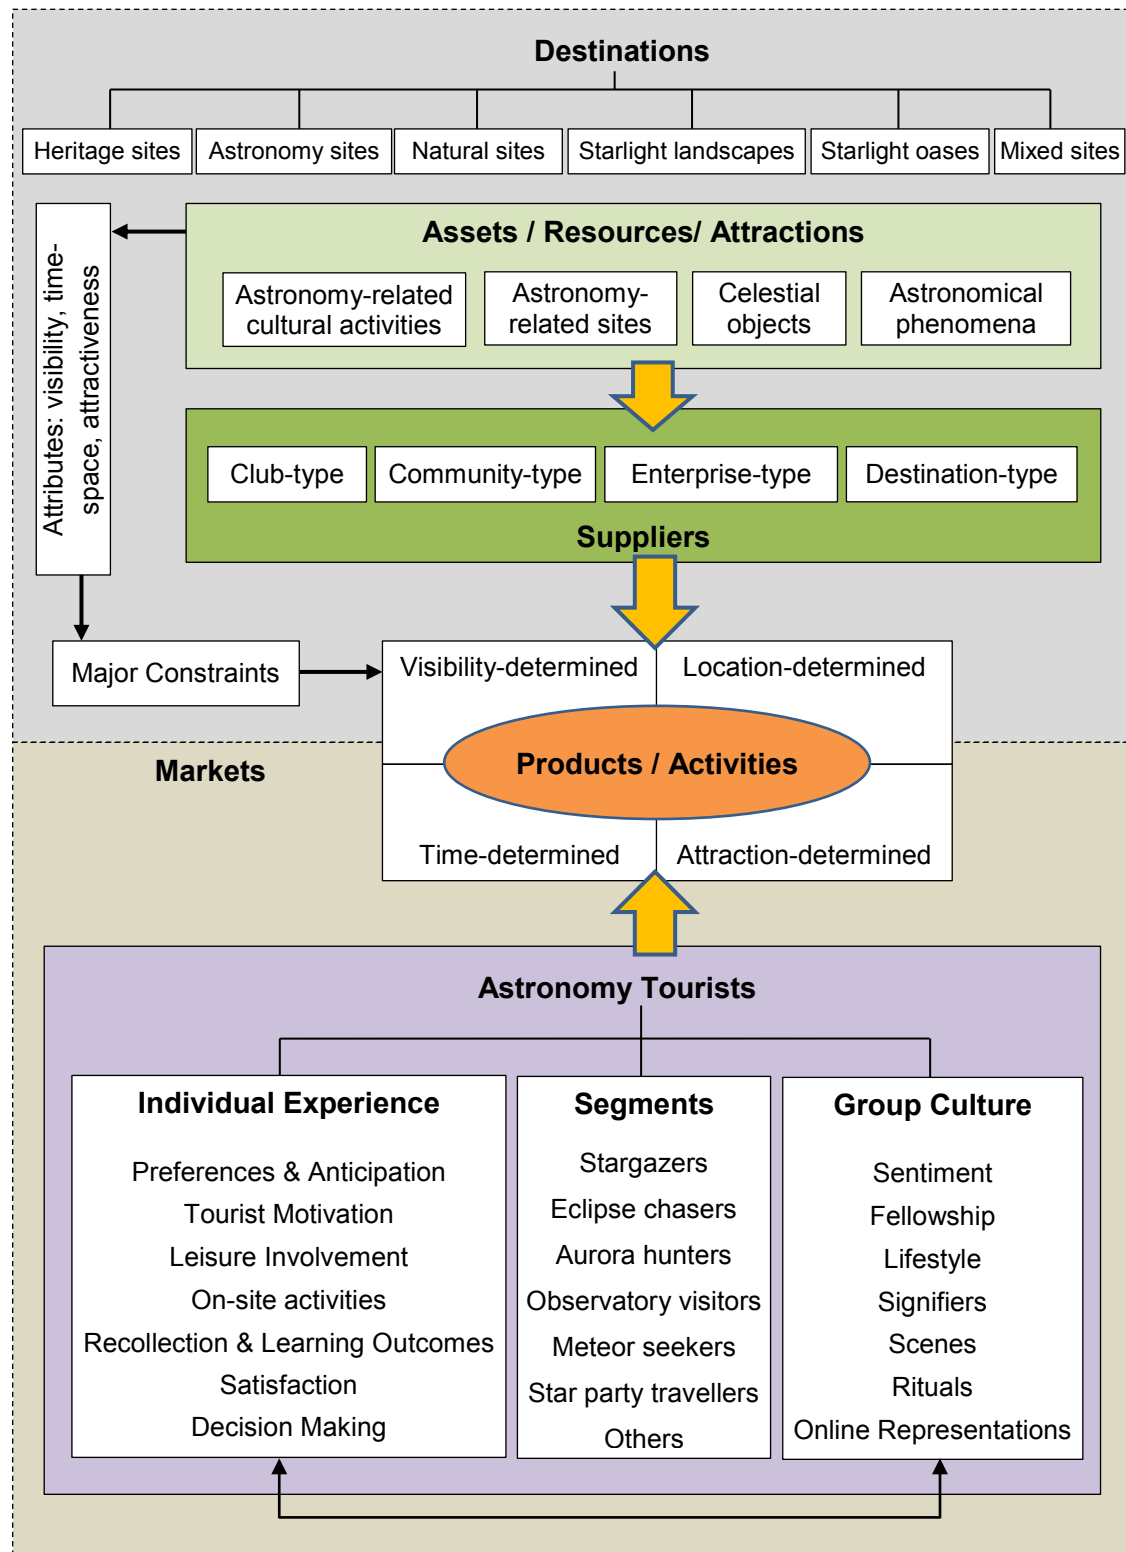 Destinations
Heritage sites
Astronomy sites
Natural sites
Starlight landscapes
Starlight oases
Mixed sites
Attributes: visibility, time-
space, attractiveness
Assets / Resources/ Attractions
Astronomy-related
cultural activities
Astronomy-
related sites
Celestial
objects
Astronomical
phenomena
Club-type
Community-type
Enterprise-type
Destination-type
Suppliers
Major Constraints
Visibility-determined
Location-determined
Markets
Products / Activities
Time-determined
Attraction-determined
Astronomy Tourists
Individual Experience
Preferences & Anticipation
Tourist Motivation
Leisure Involvement
On-site activities
Recollection & Learning Outcomes
Satisfaction
Decision Making
Segments
Stargazers
Eclipse chasers
Aurora hunters
Observatory visitors
Meteor seekers
Star party travellers
Others
Group Culture
Sentiment
Fellowship
Lifestyle
Signifiers
Scenes
Rituals
Online Representations